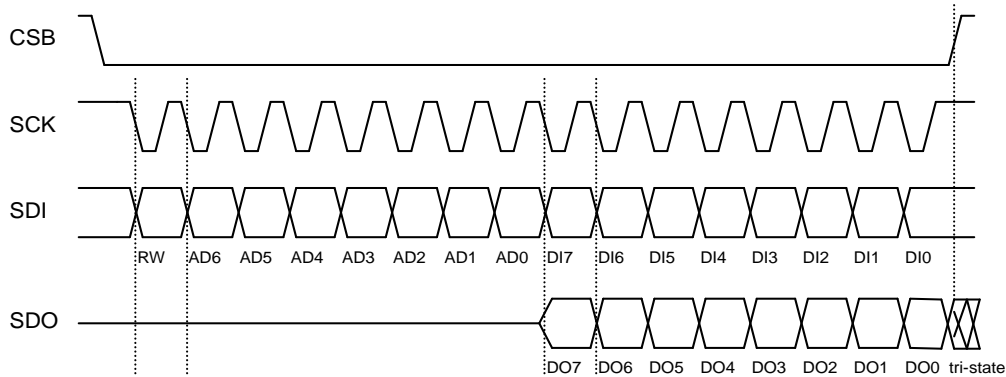 CSB
SCK
SDI
RW AD6 AD5 AD4 AD3 AD2 AD1 AD0 DI7 DI6 DI5 DI4 DI3 DI2 DI1 DI0
SDO
DO7 DO6 DO5 DO4 DO3 DO2 DO1 DO0 tri-state